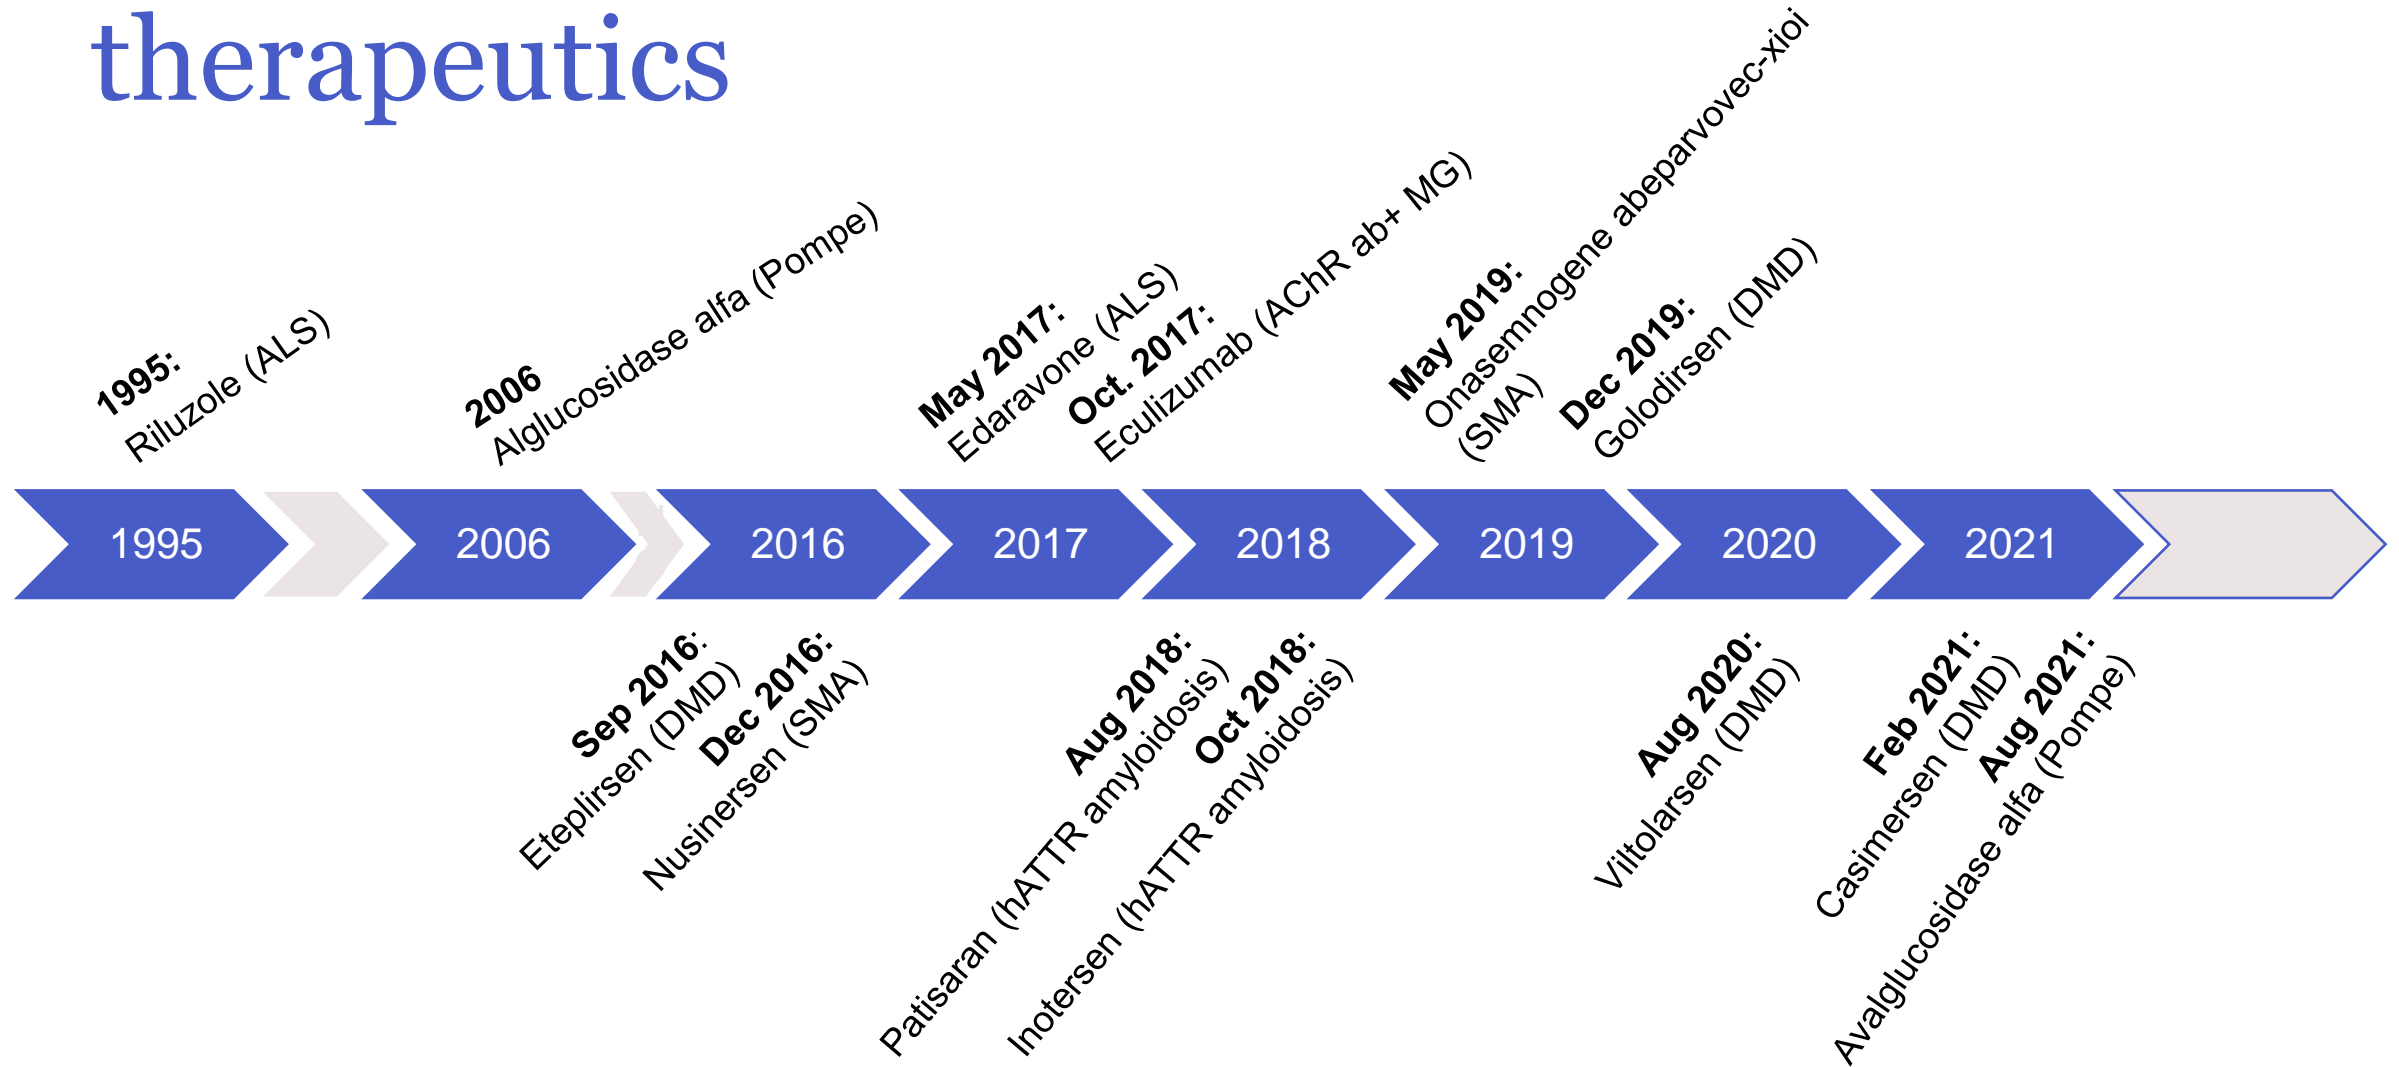 therapeutics
1995:
Riluzole (ALS)
2006
Alglucosidase alfa (Pompe)
May 2017:
Edaravone (ALS)
Oct. 2017:
Eculizumab (AChR ab+ MG)
May 2019:
Onasemnogene abeparvovec-xioi
(SMA)
Dec 2019:
Golodirsen (DMD)
1995
2006
2016
2017
2018
2019
2020
2021
Sep 2016:
Eteplirsen (DMD)
Dec 2016:
Nusinersen (SMA)
Aug 2018:
Patisaran (hATTR amyloidosis)
Oct 2018:
Inotersen (hATTR amyloidosis)
Aug 2020:
Viltolarsen (DMD)
Feb 2021:
Casimersen (DMD)
Aug 2021:
Avalglucosidase alfa (Pompe)